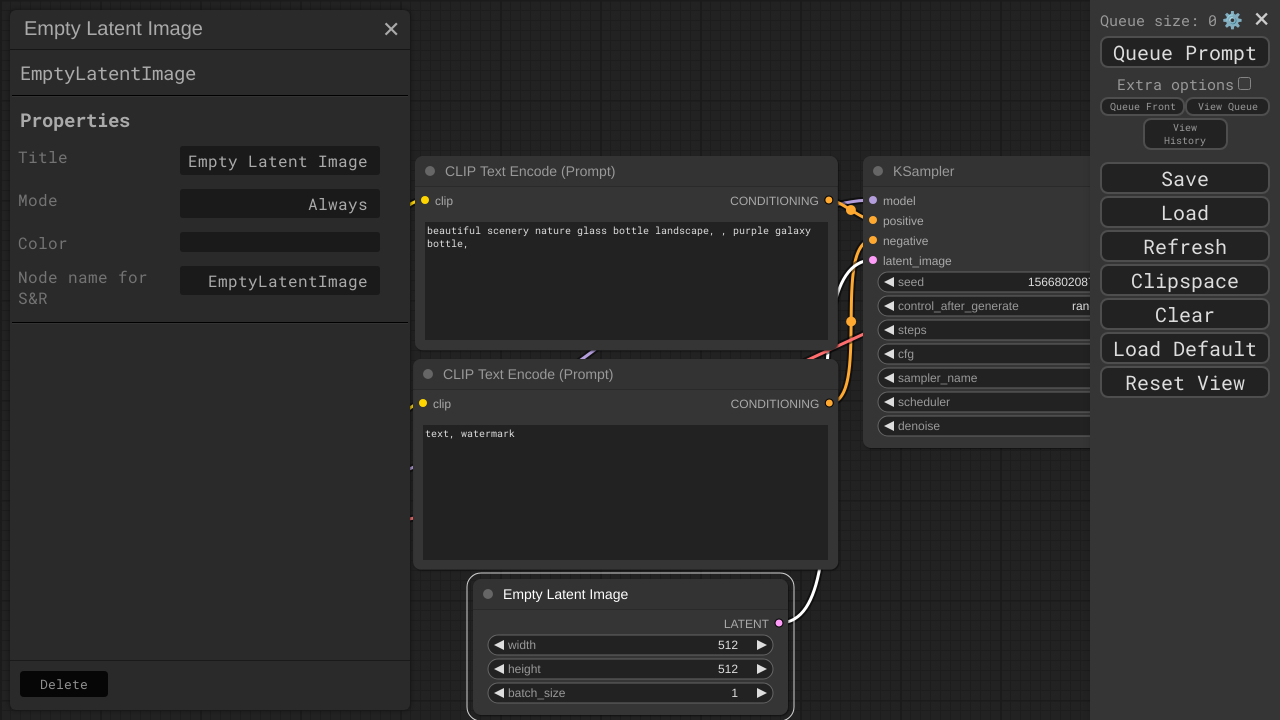 Empty Latent Image
EmptyLatentImage
Properties
Title
Empty Latent Image
Mode
Always
Color
Node name for
S&R
EmptyLatentImage
Delete
CLIP Text Encode (Prompt)
clip
CONDITIONING
beautiful scenery nature glass bottle landscape, , purple galaxy
bottle,
CLIP Text Encode (Prompt)
clip
CONDITIONING
text, watermark
Empty Latent Image
LATENT
width 512
height 512
batch_size 1
KSampler
model
positive
negative
latent_image
seed 156680208
control_after_generate ran
steps
cfg
sampler_name
scheduler
denoise
Queue size: 0
Queue Prompt
Extra options
Queue Front
View Queue
View
History
Save
Load
Refresh
Clipspace
Clear
Load Default
Reset View